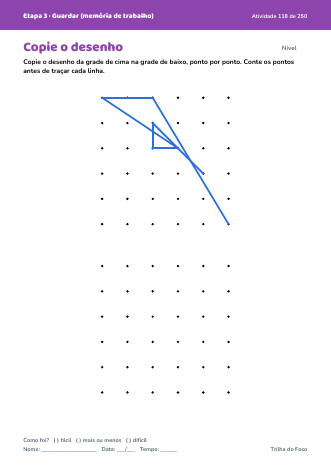 Etapa 3 · Guardar (memória de trabalho)
Atividade 118 de 250
Copie o desenho
Nível
Copie o desenho da grade de cima na grade de baixo, ponto por ponto. Conte os pontos
antes de traçar cada linha.
Como foi? ( ) fácil ( ) mais ou menos ( ) difícil
Nome: ____________________ Data: ___/___ Tempo: ______
Trilha do Foco